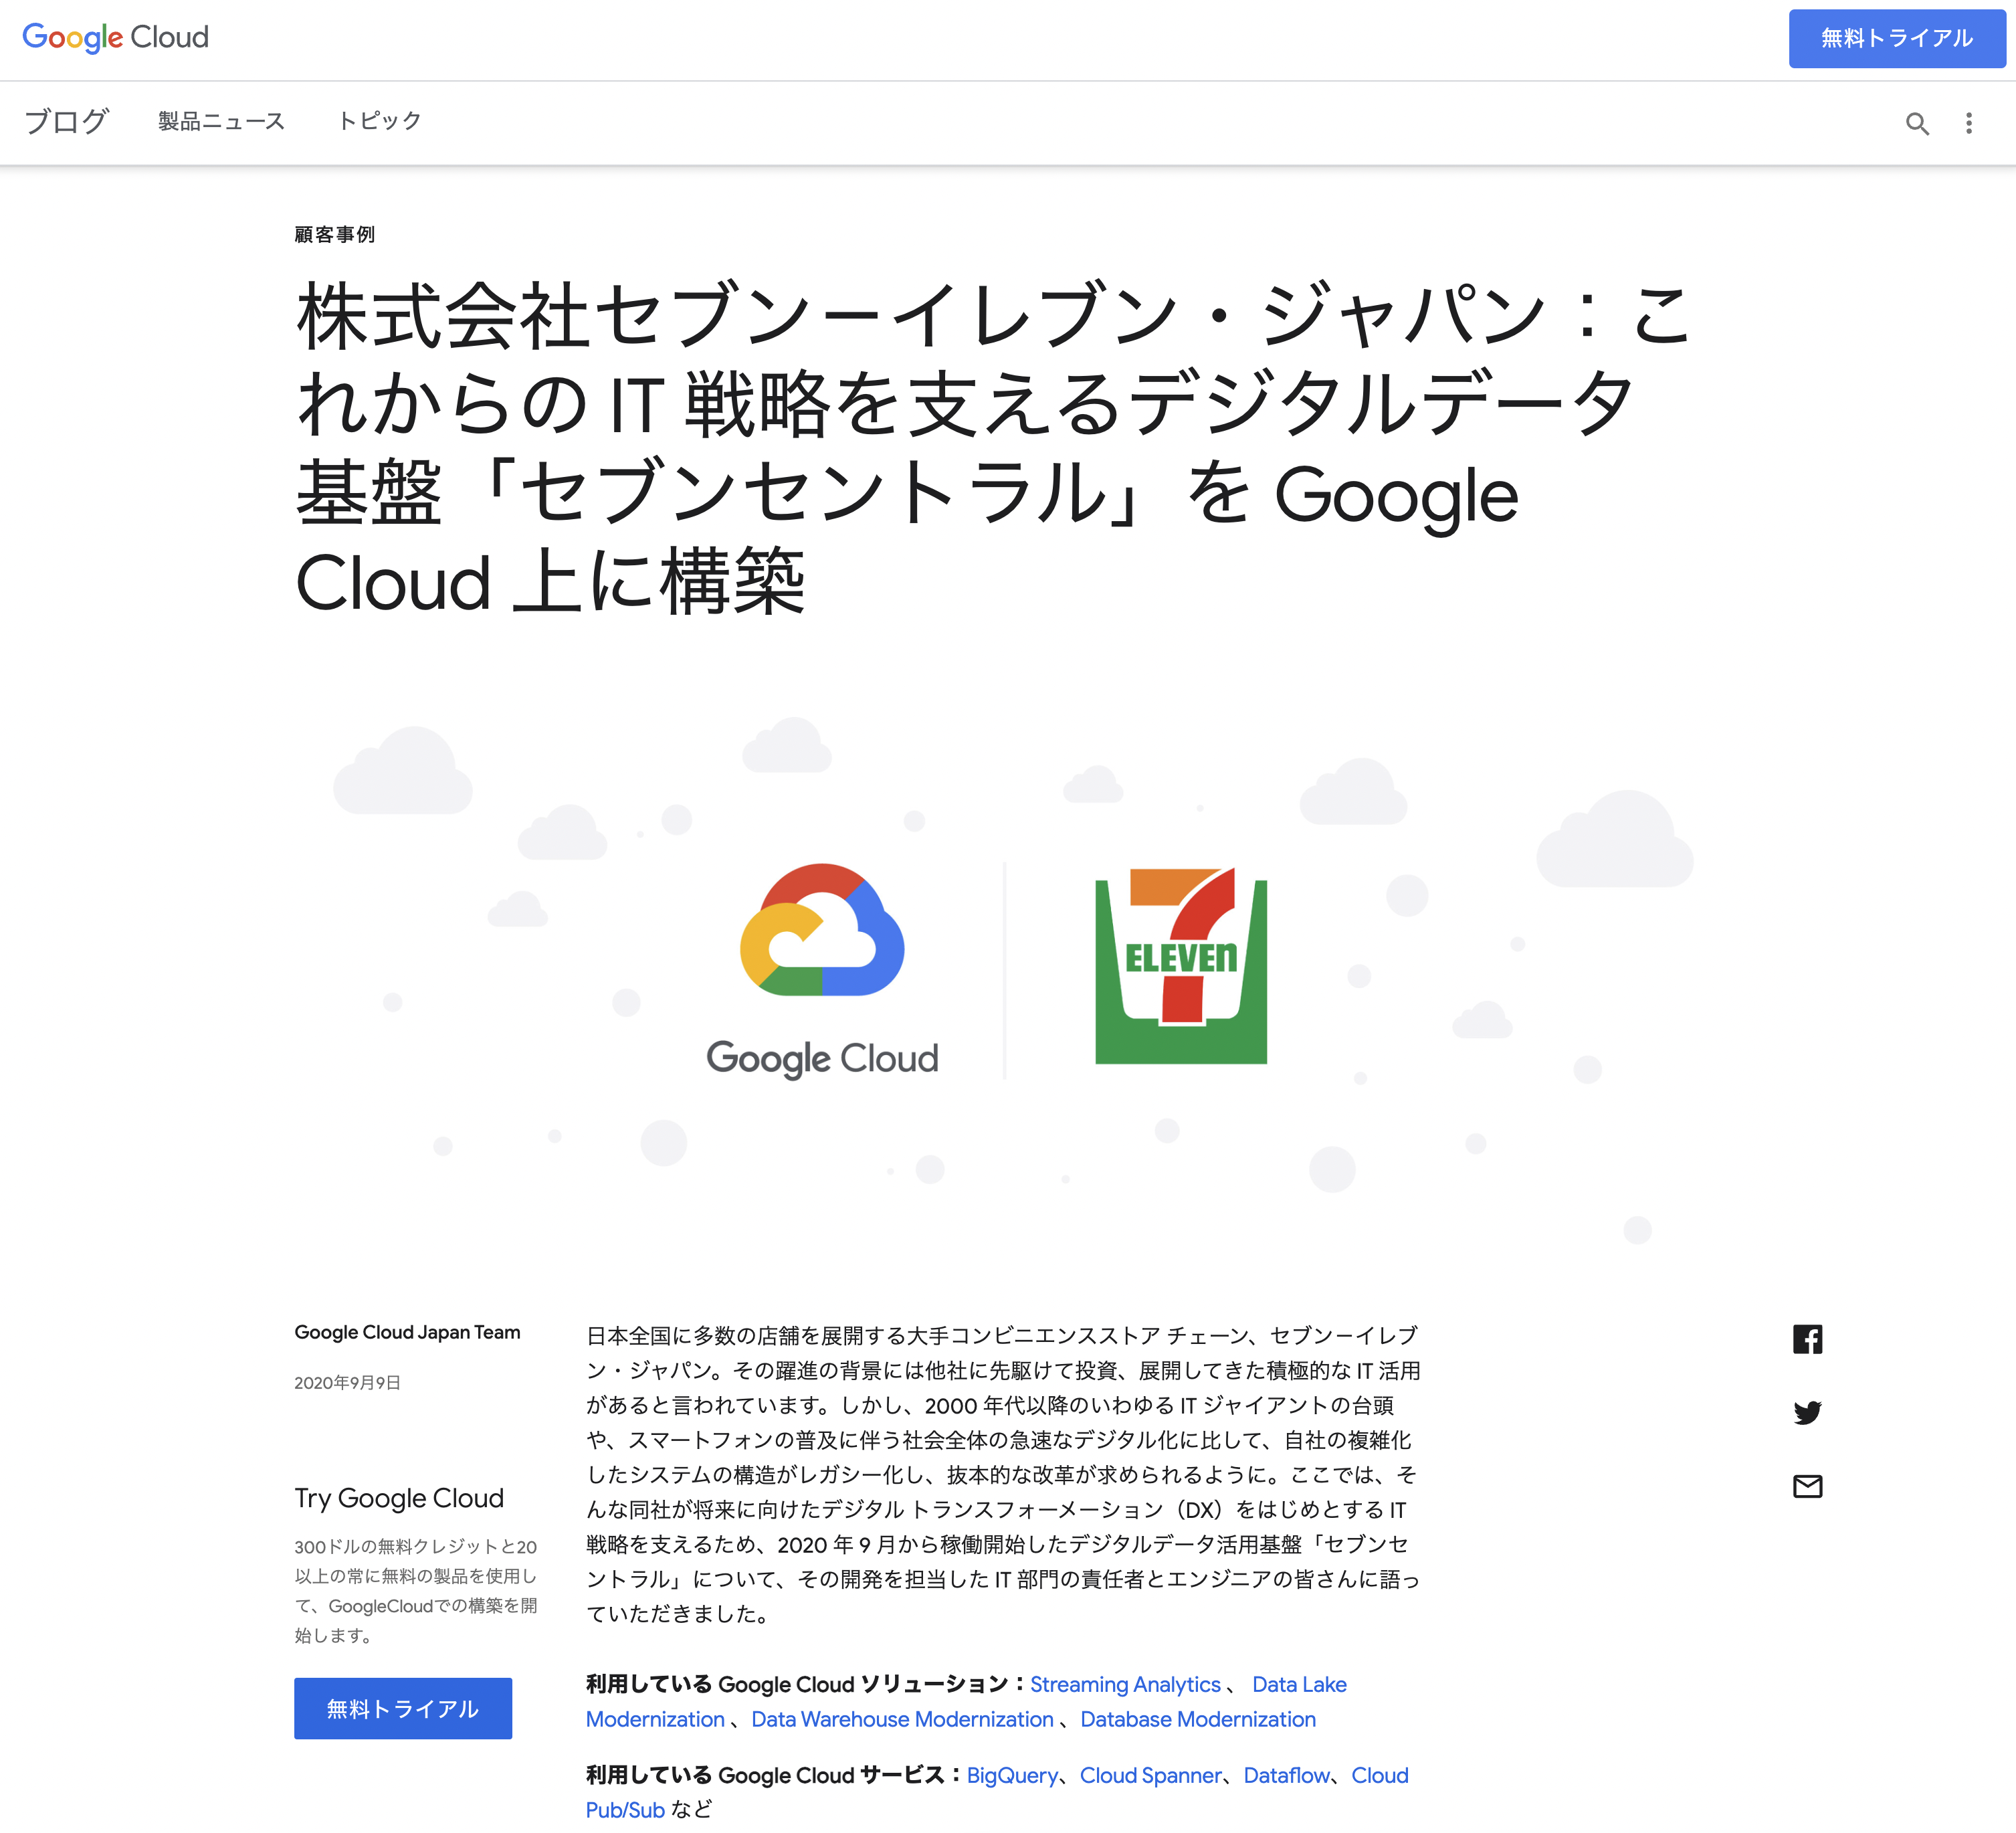 Google Cloud
無料トライアル
ブログ 製品ニュース トピック
顧客事例
株式会社セブン－イレブン・ジャパン：こ
れからの IT 戦略を支えるデジタルデータ
基盤「セブンセントラル」を Google
Cloud 上に構築
7
ELEVEn
Google Cloud
Google Cloud Japan Team
2020年9月9日
Try Google Cloud
300ドルの無料クレジットと20
以上の常に無料の製品を使用し
て、GoogleCloudでの構築を開
始します。
無料トライアル
日本全国に多数の店舗を展開する大手コンビニエンスストア チェーン、セブン－イレブ
ン・ジャパン。その躍進の背景には他社に先駆けて投資、展開してきた積極的な IT 活用
があると言われています。しかし、2000 年代以降のいわゆる IT ジャイアントの台頭
や、スマートフォンの普及に伴う社会全体の急速なデジタル化に比して、自社の複雑化
したシステムの構造がレガシー化し、抜本的な改革が求められるように。ここでは、そ
んな同社が将来に向けたデジタル トランスフォーメーション（DX）をはじめとする IT
戦略を支えるため、2020 年 9 月から稼働開始したデジタルデータ活用基盤「セブンセ
ントラル」について、その開発を担当した IT 部門の責任者とエンジニアの皆さんに語っ
ていただきました。
利用している Google Cloud ソリューション：Streaming Analytics 、 Data Lake
Modernization 、Data Warehouse Modernization 、Database Modernization
利用している Google Cloud サービス：BigQuery、Cloud Spanner、Dataflow、Cloud
Pub/Sub など